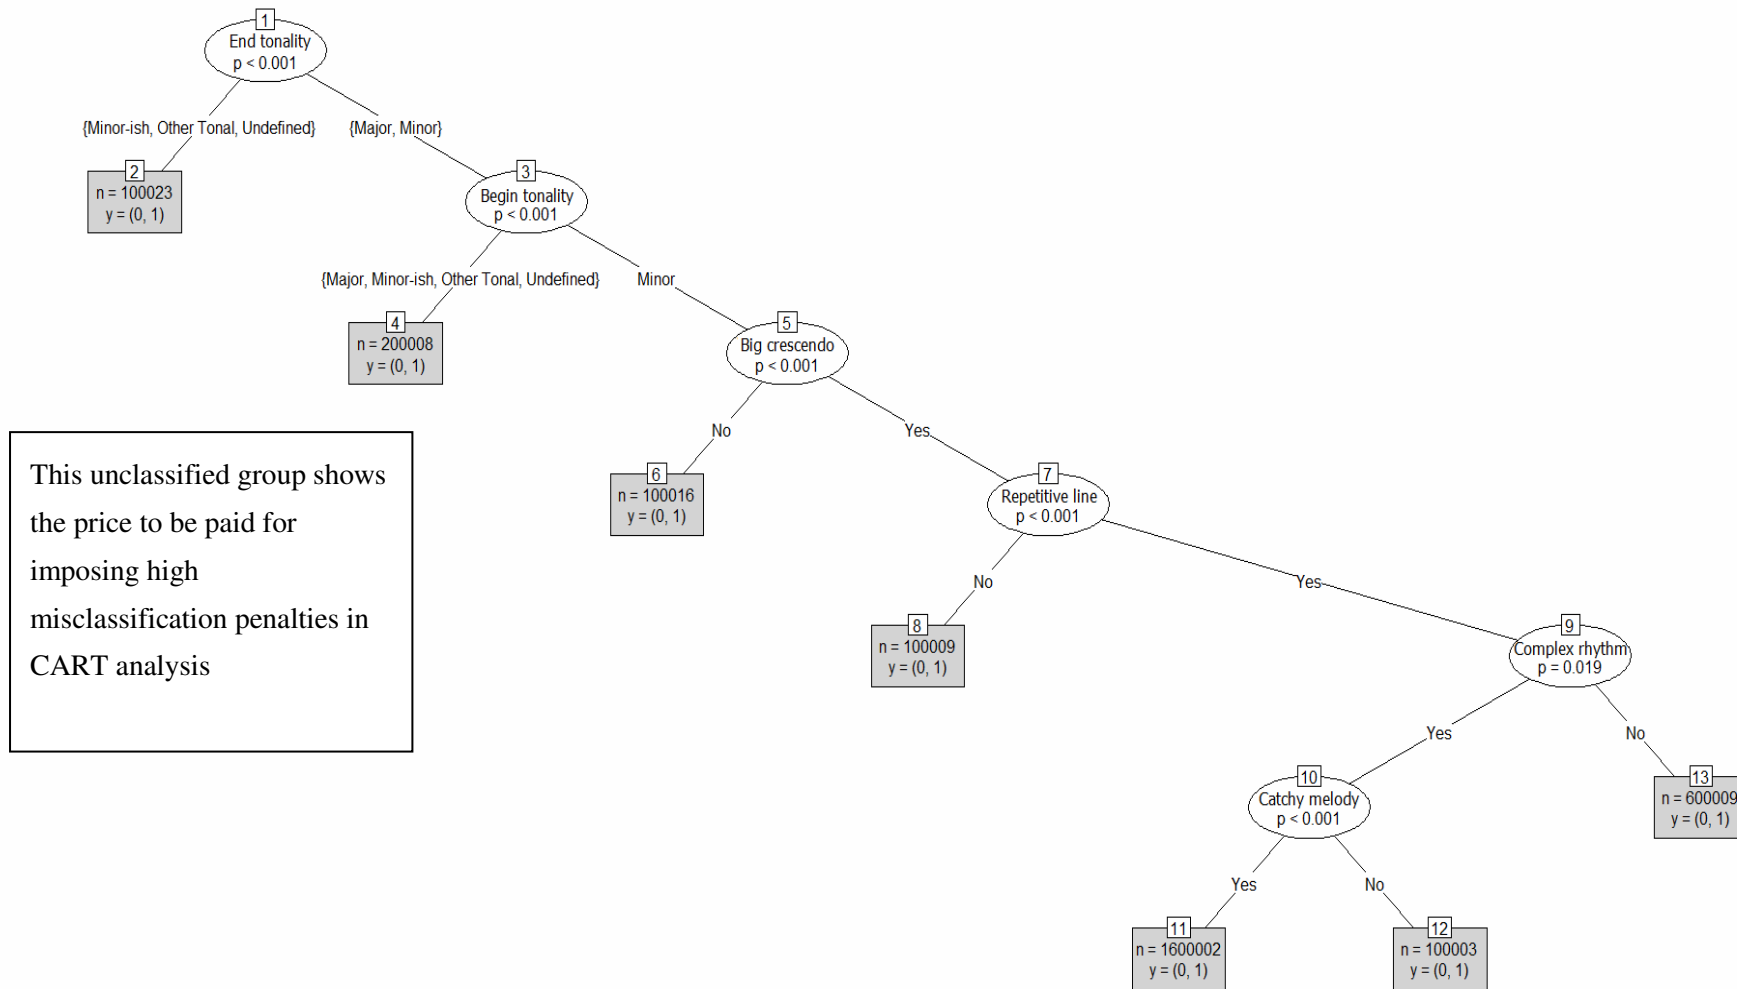 1
End tonality
p < 0.001
{Minor-ish, Other Tonal, Undefined}
{Major, Minor}
2
n = 100023
y = (0, 1)
3
Begin tonality
p < 0.001
{Major, Minor-ish, Other Tonal, Undefined}
Minor
4
n = 200008
y = (0, 1)
5
Big crescendo
p < 0.001
No
Yes
6
n = 100016
y = (0, 1)
7
Repetitive line
p < 0.001
No
Yes
8
n = 100009
y = (0, 1)
9
Complex rhythm
p = 0.019
Yes
No
10
Catchy melody
p < 0.001
Yes
No
11
n = 1600002
y = (0, 1)
12
n = 100003
y = (0, 1)
13
n = 600009
y = (0, 1)
This unclassified group shows
the price to be paid for
imposing high
misclassification penalties in
CART analysis